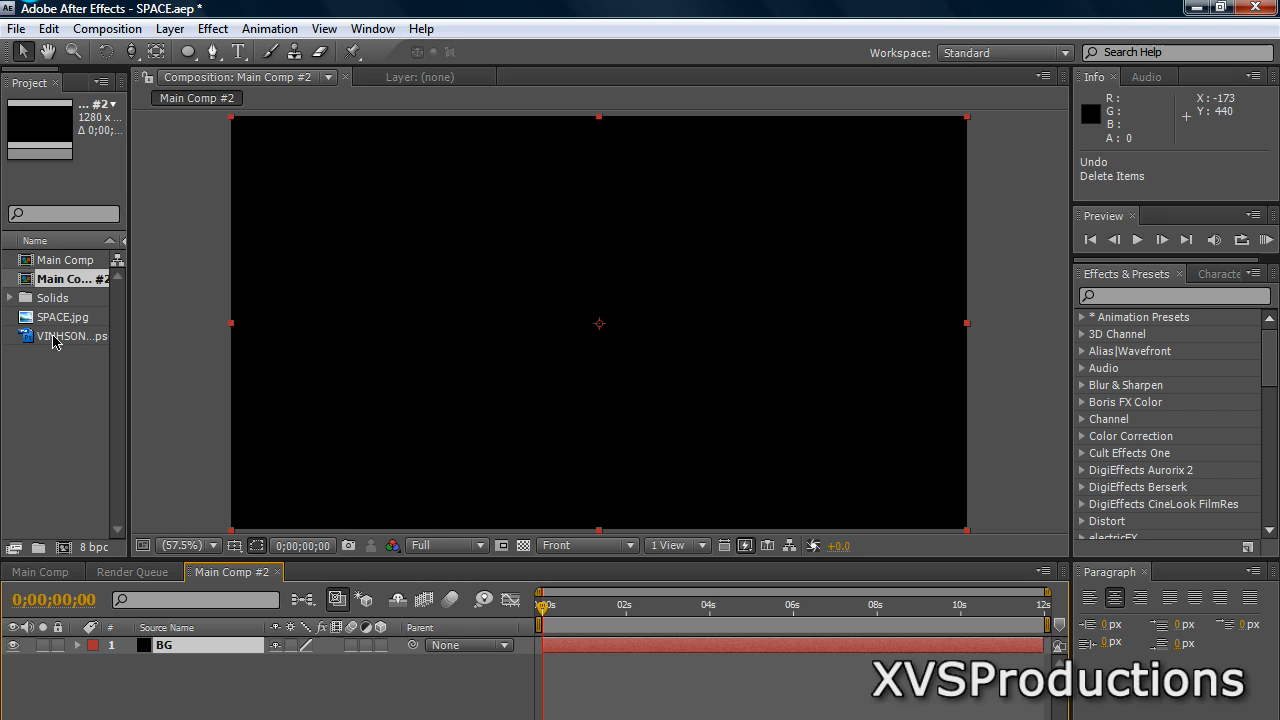 Adobe After Effects - SPACE.aep *
File Edit Composition Layer Effect Animation View Window Help
Workspace: Standard
Search Help
Project
... #2
1280 x
Δ 0;00;...
Name
Main Comp
Main Co... #2
Solids
SPACE.jpg
VINHSON...ps
8 bpc
Composition: Main Comp #2
Layer: (none)
Main Comp #2
(57.5%)
0;00;00;00
Full
Front
1 View
+0.0
Info
Audio
R :
G :
B :
A : 0
X : -173
Y : 440
Undo
Delete Items
Preview
Effects & Presets
Characte
* Animation Presets
3D Channel
Alias|Wavefront
Audio
Blur & Sharpen
Boris FX Color
Channel
Color Correction
Cult Effects One
DigiEffects Aurorix 2
DigiEffects Berserk
DigiEffects CineLook FilmRes
Distort
electricFX
Main Comp
Render Queue
Main Comp #2
0;00;00;00
# Source Name
Parent
1 BG
None
02s 04s 06s 08s 10s 12s
Paragraph
0 px 0 px 0 px
0 px 0 px
XVSProductions